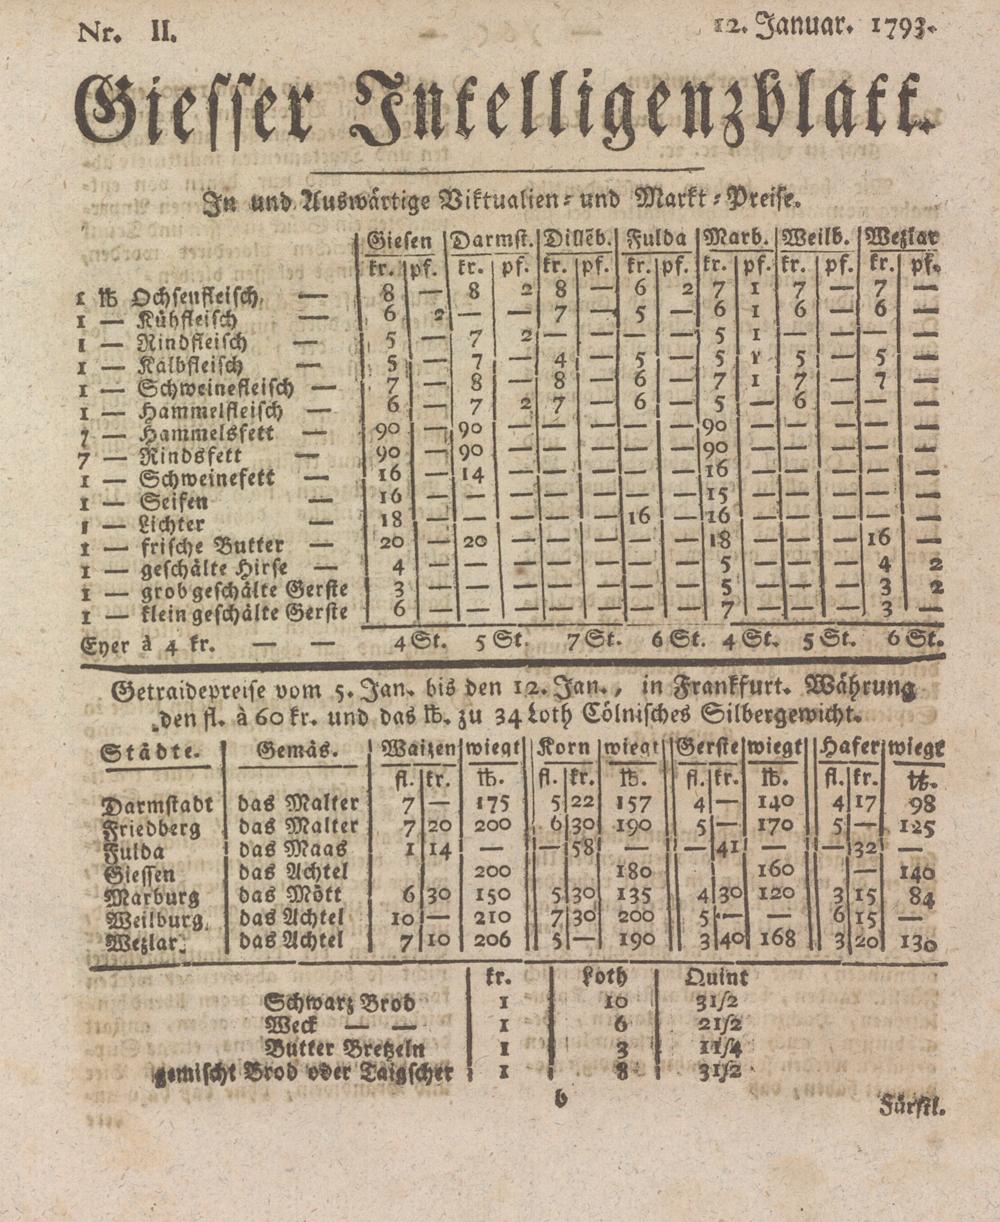 Nr. II. 12. Januar. 1793.
Giesser Intelligenzblatt.
In und Auswärtige Viktualien- und Markt-Preise.
Giesen Darmst. Dilleb. Fulda Marb. Weilb. Wetzlar
kr. pf. kr. pf. kr. pf. kr. pf. kr. pf. kr. pf. kr. pf.
1 ℔ Ochsenfleisch, — 8 — 8 2 8 — 6 2 7 1 7 — 7 —
1 — Kühfleisch — 6 2 — — 7 — 5 — 6 1 6 — 6 —
1 — Rindfleisch — 5 — 7 2 — — — — 5 1 — — — —
1 — Kalbfleisch — 5 — 7 — 4 — 5 — 5 1 5 — 5 —
1 — Schweinefleisch — 7 — 8 — 8 — 6 — 7 1 7 — 7 —
1 — Hammelfleisch — 6 — 7 2 7 — 6 — 5 — 6 — — —
7 — Hammelsfett — 90 — 90 — — — — — 90 — — — — —
7 — Rindsfett — 90 — 90 — — — — — 90 — — — — —
1 — Schweinefett — 16 — 14 — — — — — 16 — — — — —
1 — Seifen — 16 — — — — — — — 15 — — — — —
1 — Lichter — 18 — — — — — 16 — 16 — — — — —
1 — frische Butter — 20 — 20 — — — — — 18 — — — 16 —
1 — geschälte Hirse — 4 — — — — — — — 5 — — — 4 2
1 — grob geschälte Gerste 3 — — — — — — — 5 — — — 3 2
1 — klein geschälte Gerste 6 — — — — — — — 7 — — — 3 —
Eyer à 4 kr. — — 4 St. 5 St. 7 St. 6 St. 4 St. 5 St. 6 St.
Getraidepreise vom 5. Jan. bis den 12. Jan., in Frankfurt. Währung
den fl. à 60 kr. und das ℔. zu 34 Loth Cölnisches Silbergewicht.
Städte. Gemäs. Waizen wiegt Korn wiegt Gerste wiegt Hafer wiegt
fl. kr. ℔. fl. kr. ℔. fl. kr. ℔. fl. kr. ℔.
Darmstadt das Malter 7 — 175 5 22 157 4 — 140 4 17 98
Friedberg das Malter 7 20 200 6 30 190 5 — 170 5 — 125
Fulda das Maas 1 14 — — 58 — — 41 — — 32 —
Giessen das Achtel 200 180 160 — 140
Marburg das Mött 6 30 150 5 30 135 4 30 120 3 15 84
Weilburg. das Achtel 10 — 210 7 30 200 5 — — 6 15 —
Wetzlar. das Achtel 7 10 206 5 — 190 3 40 168 3 20 130
kr. Loth Quint
Schwarz Brod 1 10 31/2
Weck — — 1 6 21/2
Butter Bretzeln 1 3 11/4
gemischt Brod oder Taigscher 1 8 31/2
b Fürstl.